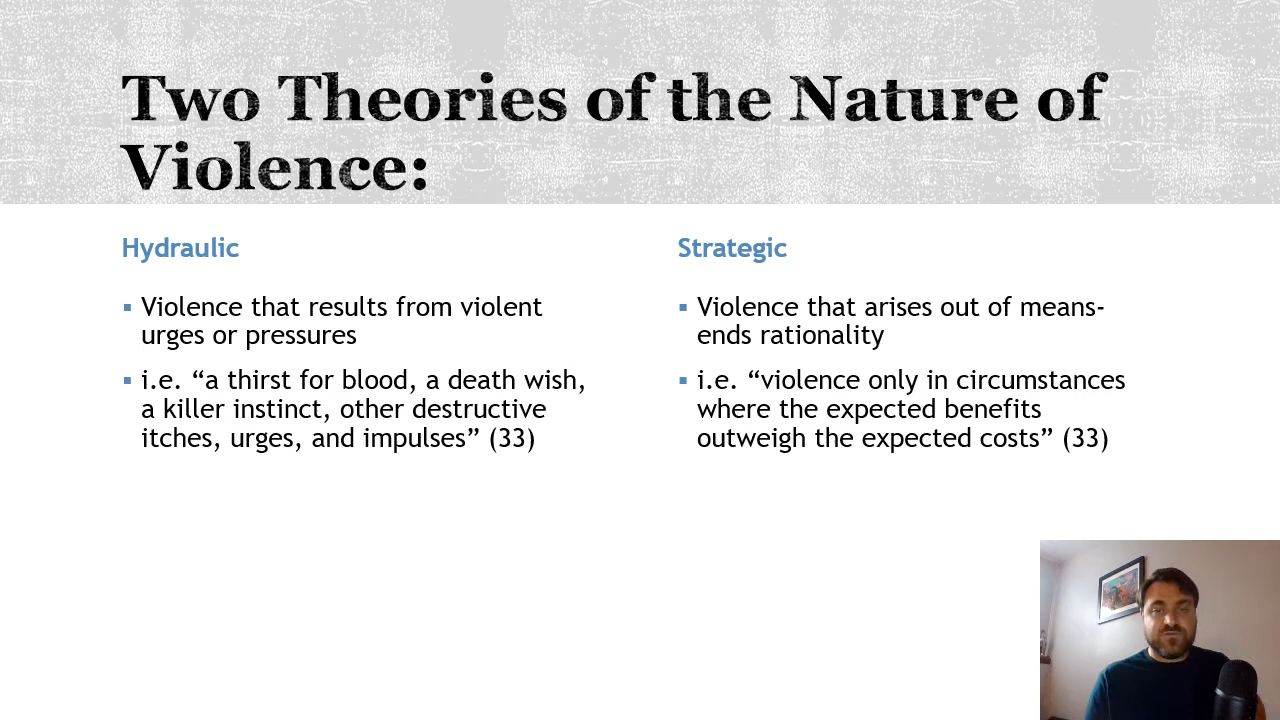 Two Theories of the Nature of
Violence:
Hydraulic
▪ Violence that results from violent
urges or pressures
▪ i.e. “a thirst for blood, a death wish,
a killer instinct, other destructive
itches, urges, and impulses” (33)
Strategic
▪ Violence that arises out of means-
ends rationality
▪ i.e. “violence only in circumstances
where the expected benefits
outweigh the expected costs” (33)